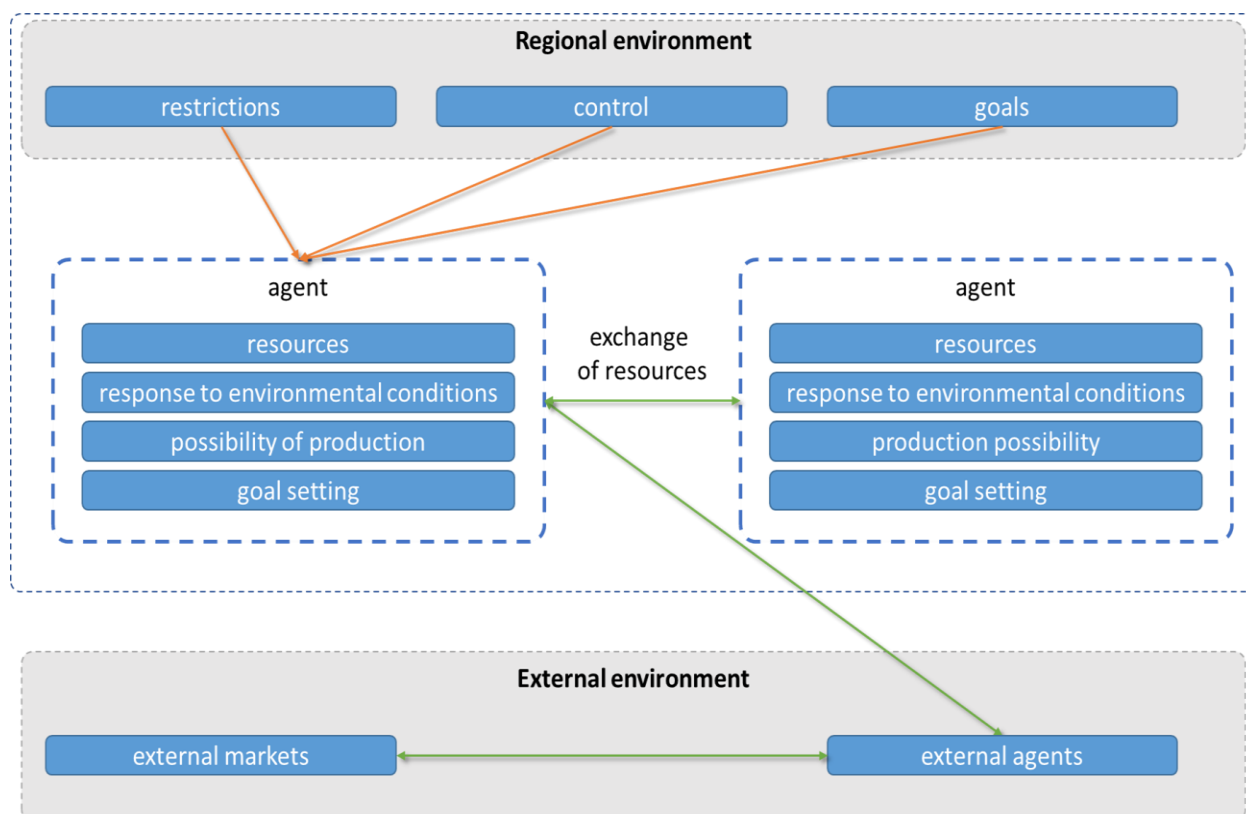 Regional environment
restrictions
control
goals
agent
resources
response to environmental conditions
possibility of production
goal setting
exchange
of resources
agent
resources
response to environmental conditions
production possibility
goal setting
External environment
external markets
external agents